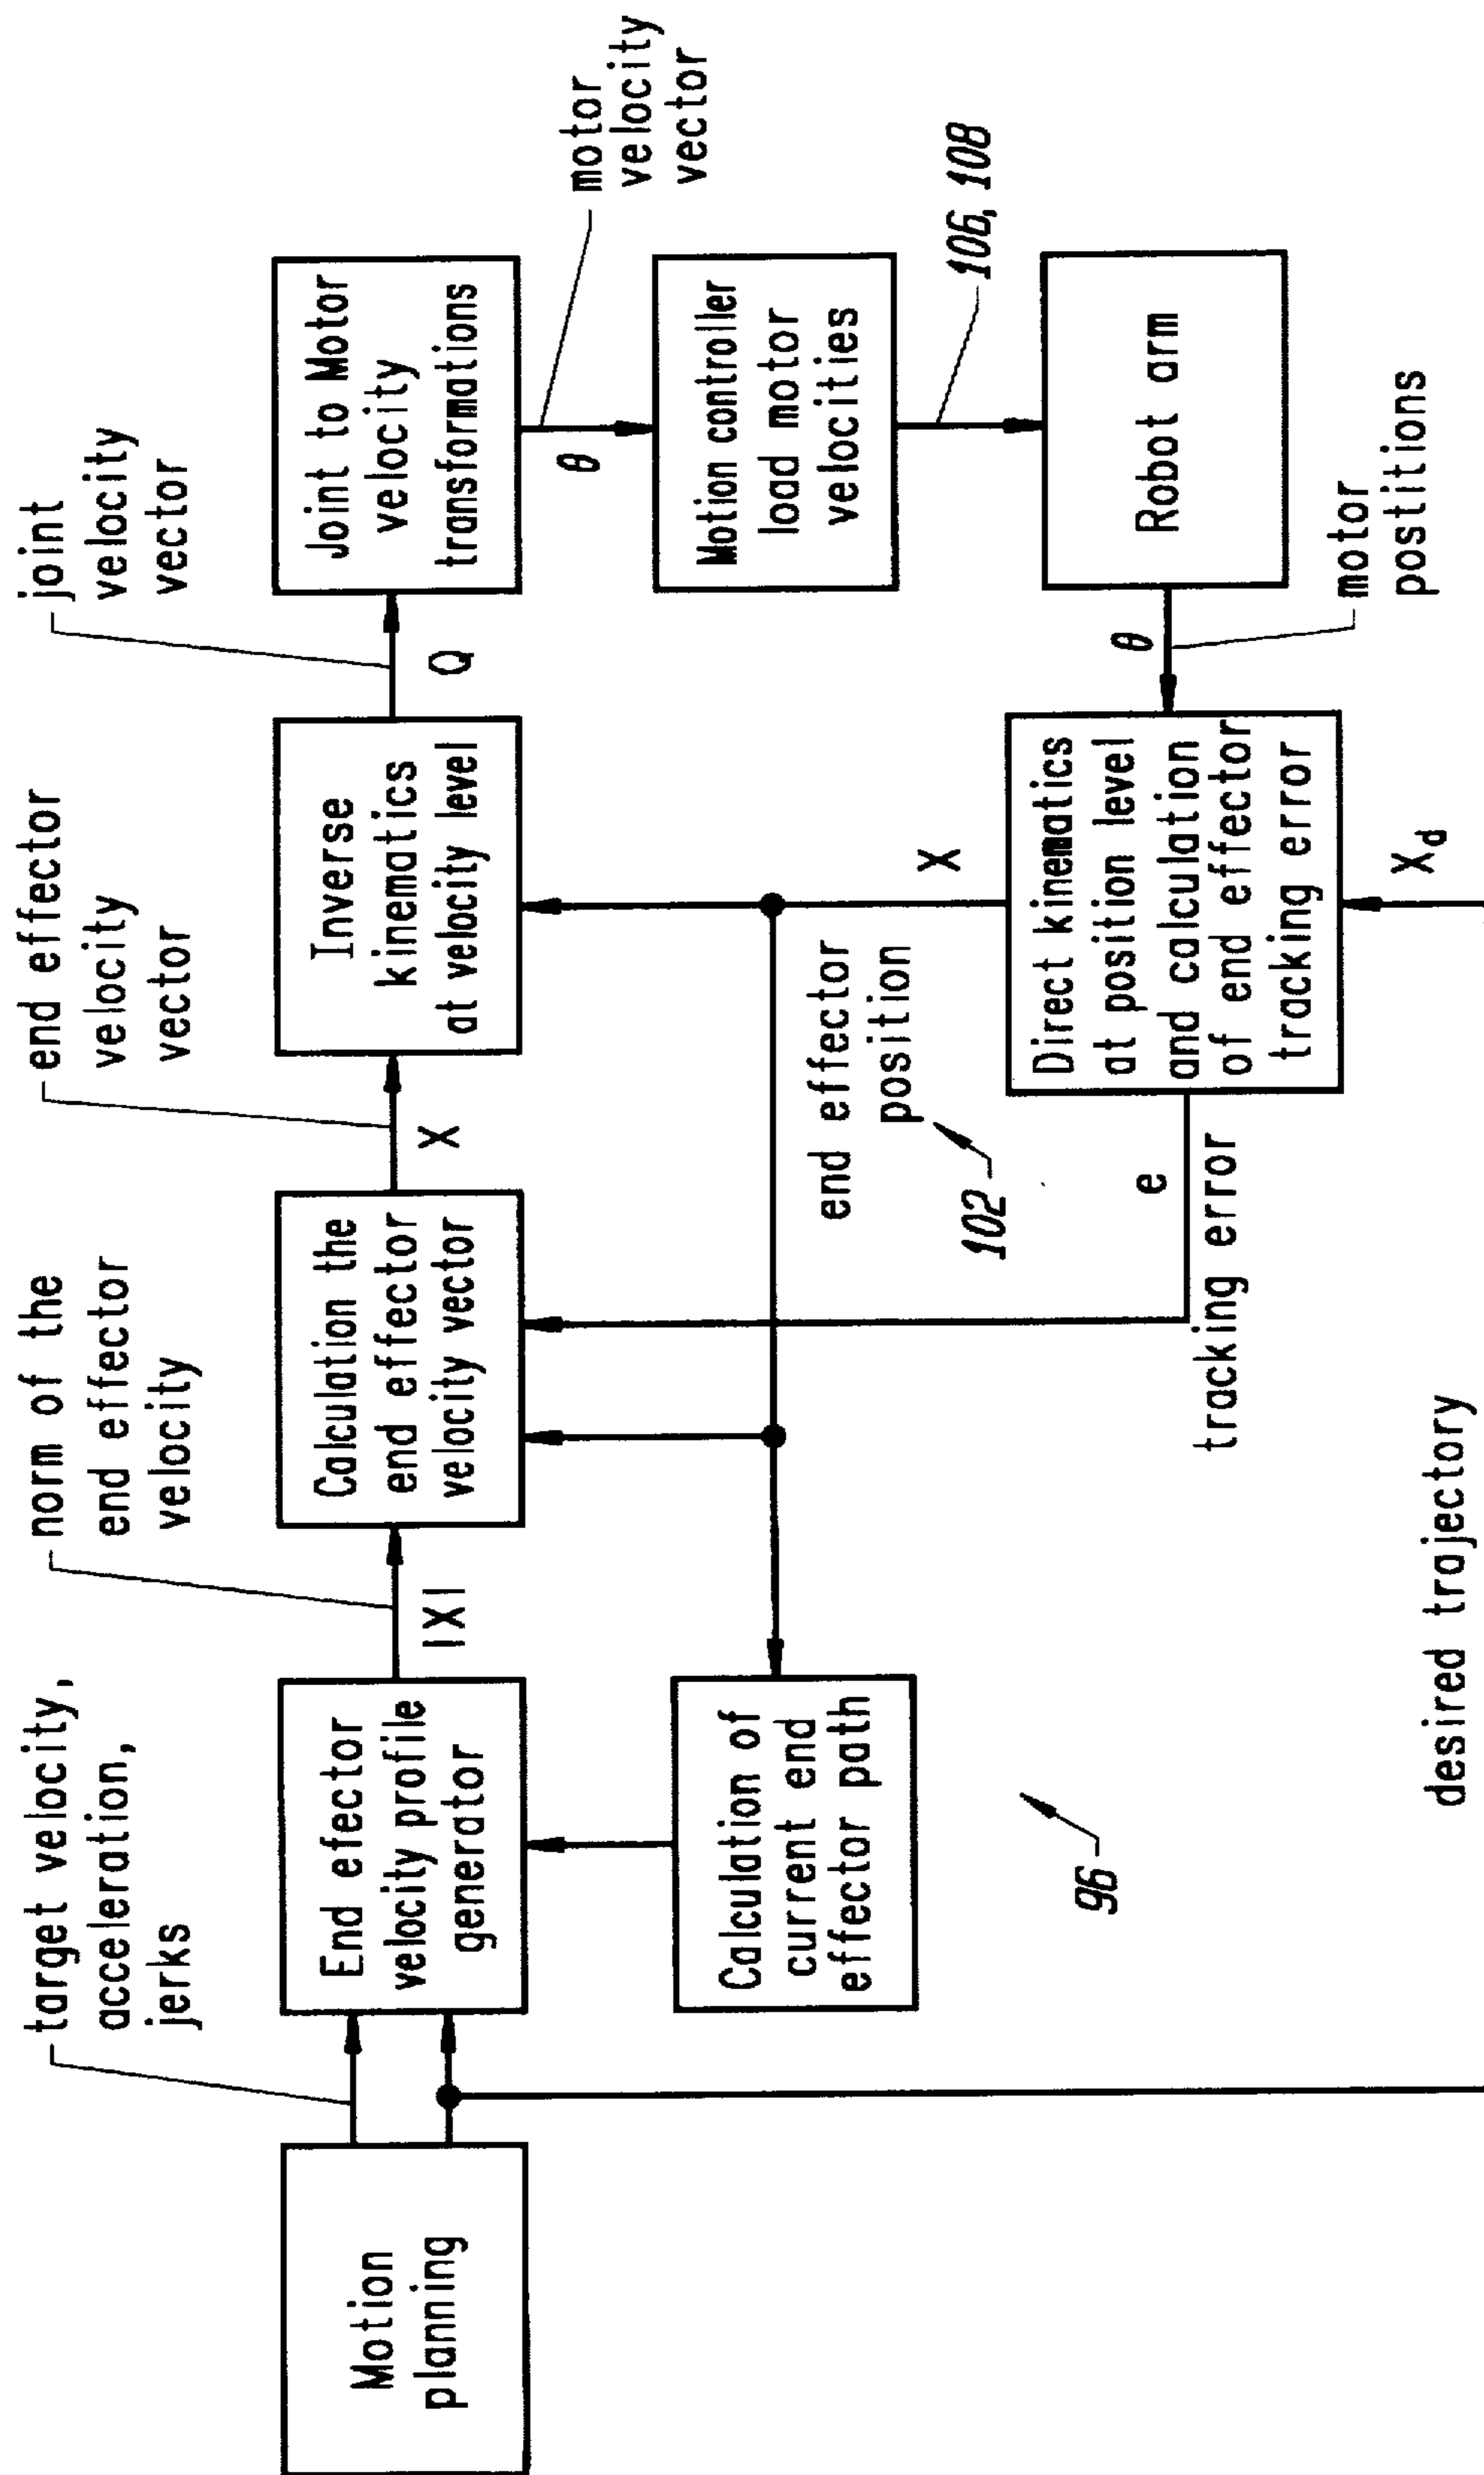 target velocity,
acceleration,
jerks
norm of the
end effector
velocity
end effector
velocity
vector
joint
velocity
vector
Motion
planning
End efector
velocity profile
generator
|X|
Calculation the
end effector
velocity vector
X
Inverse
kinematics
at velocity level
Q
Joint to Motor
velocity
transformations
θ
motor
velocity
vector
Calculation of
current end
effector path
end effector
position
102
Motion controller
load motor
velocities
106, 108
96
e
tracking error
X
Direct kinematics
at position level
and calculation
of end effector
tracking error
θ
Robot arm
motor
postitions
X_d
desired trajectory